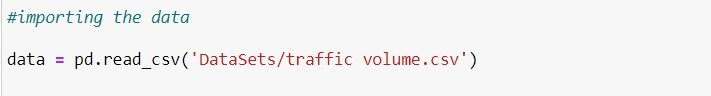 #importing the data
data = pd.read_csv('DataSets/traffic volume.csv')